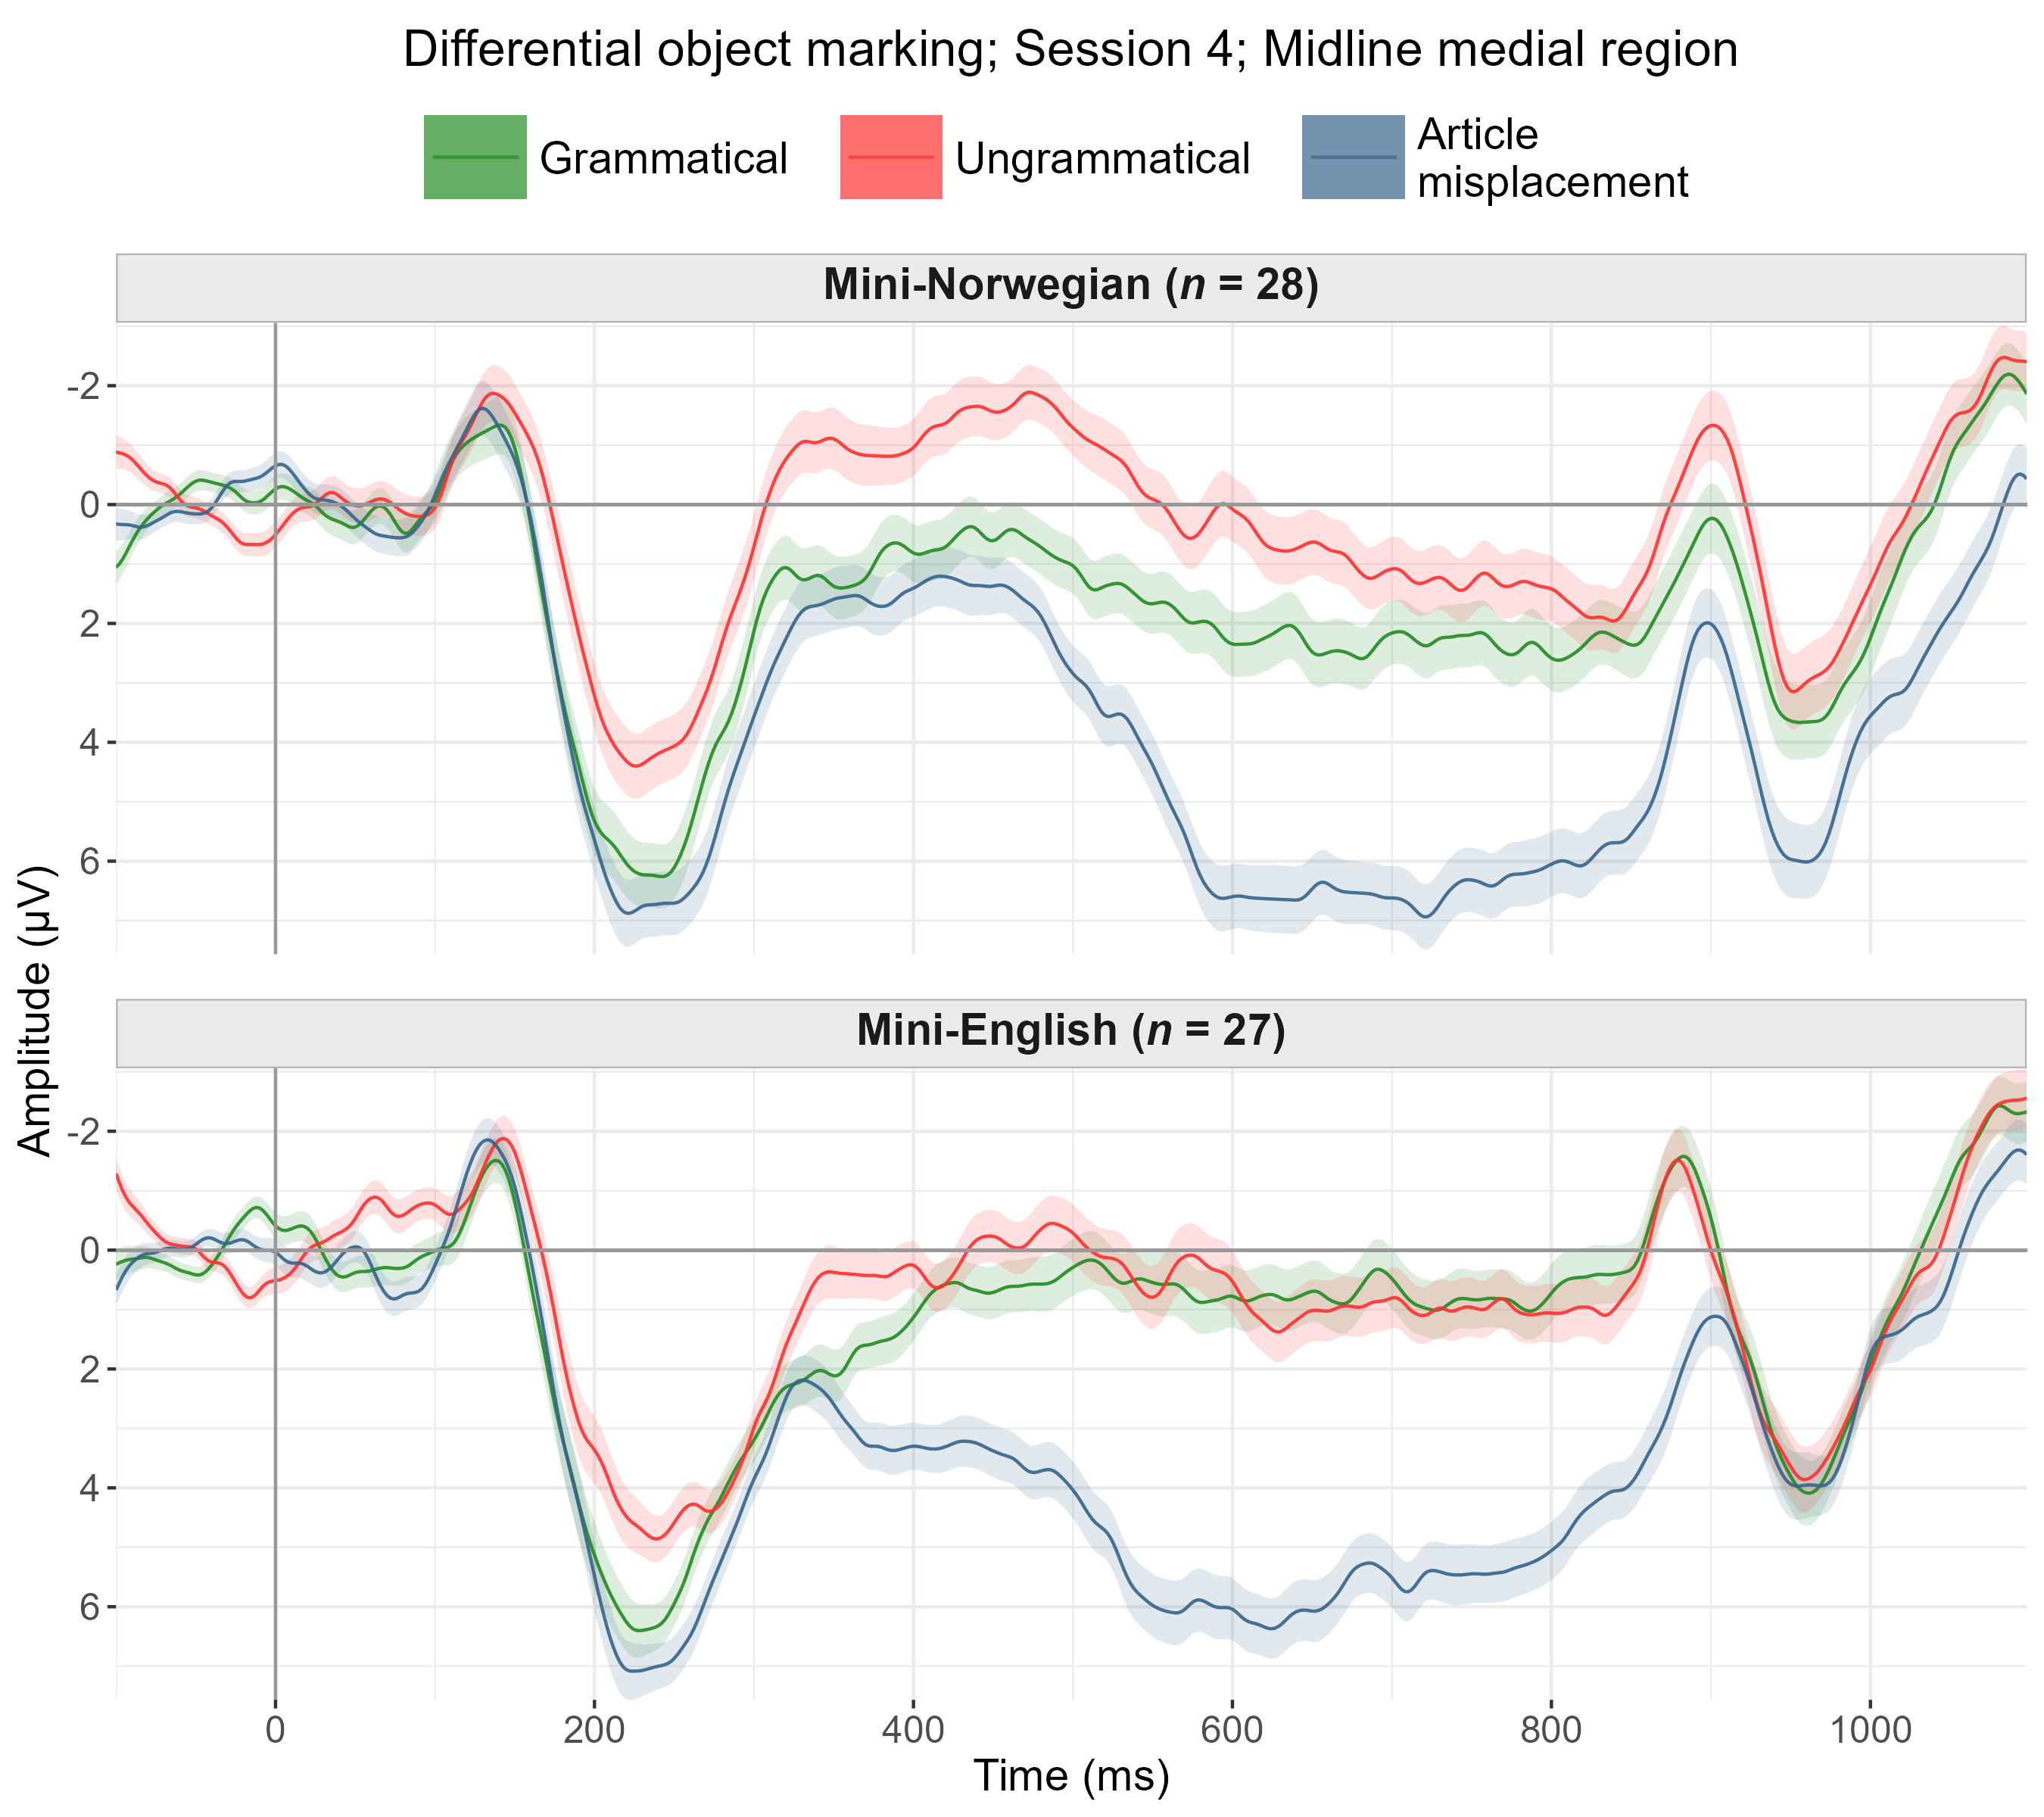 Differential object marking; Session 4; Midline medial region
Grammatical
Ungrammatical
Article
misplacement
Mini-Norwegian (n = 28)
-2
0
2
4
6
Mini-English (n = 27)
-2
0
2
4
6
Amplitude (µV)
0 200 400 600 800 1000
Time (ms)